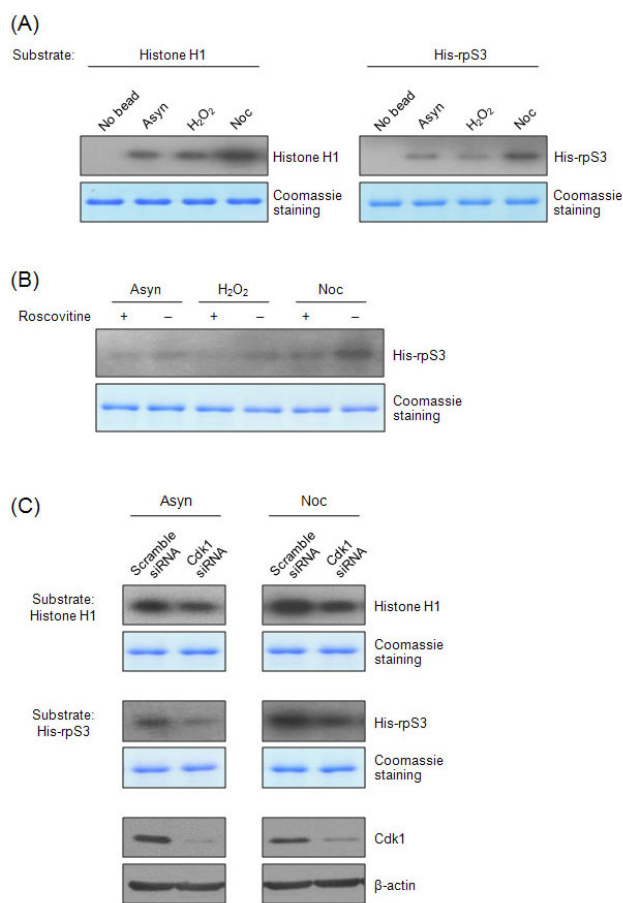 (A)
Substrate: Histone H1 His-rpS3
No bead Asyn H₂O₂ Noc No bead Asyn H₂O₂ Noc
Histone H1 His-rpS3
Coomassie staining Coomassie staining
(B)
Asyn H₂O₂ Noc
Roscovitine + – + – + –
His-rpS3
Coomassie
staining
(C)
Asyn Noc
Scramble siRNA Cdk1 siRNA Scramble siRNA Cdk1 siRNA
Substrate:
Histone H1
Histone H1
Coomassie
staining
Substrate:
His-rpS3
His-rpS3
Coomassie
staining
Cdk1
β-actin